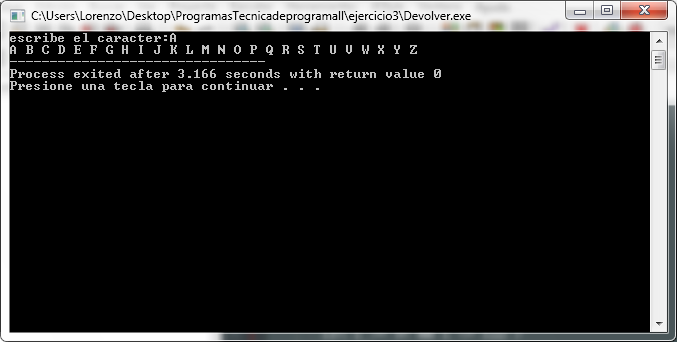 C:\Users\Lorenzo\Desktop\ProgramasTecnicadeprogramaII\ejercicio3\Devolver.exe
escribe el caracter:A
A B C D E F G H I J K L M N O P Q R S T U V W X Y Z
--------------------------------
Process exited after 3.166 seconds with return value 0
Presione una tecla para continuar . . .